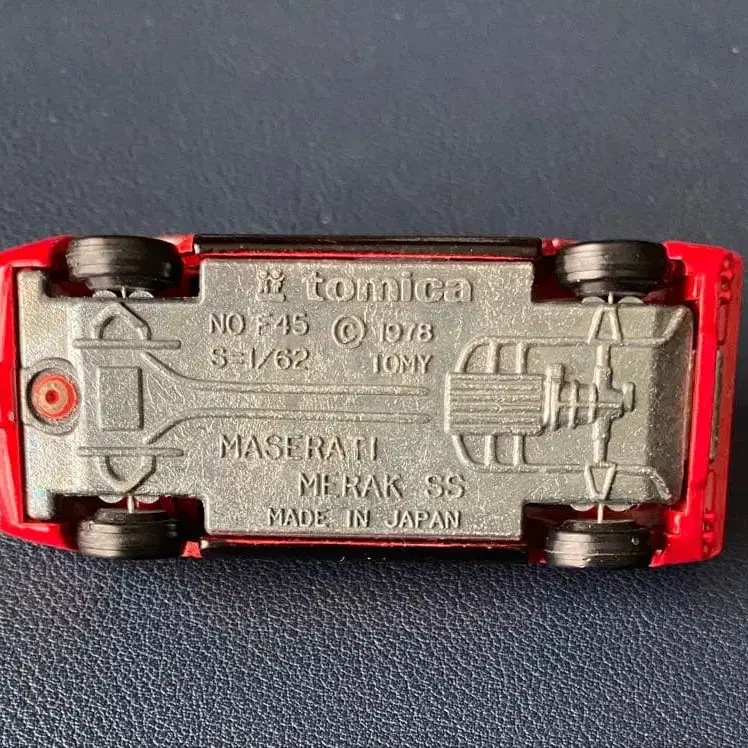 tomica
NO F45 © 1978
S=1/62 TOMY
MASERATI
MERAK SS
MADE IN JAPAN